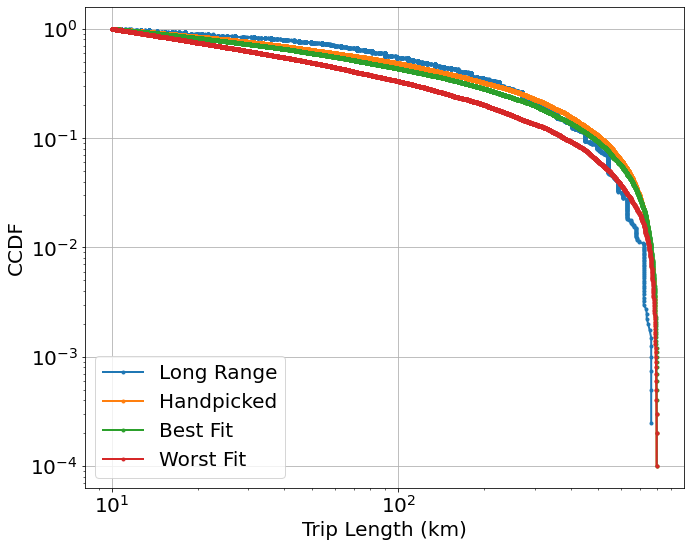 10⁰
10⁻¹
10⁻²
10⁻³
10⁻⁴
CCDF
Long Range
Handpicked
Best Fit
Worst Fit
10¹ 10²
Trip Length (km)